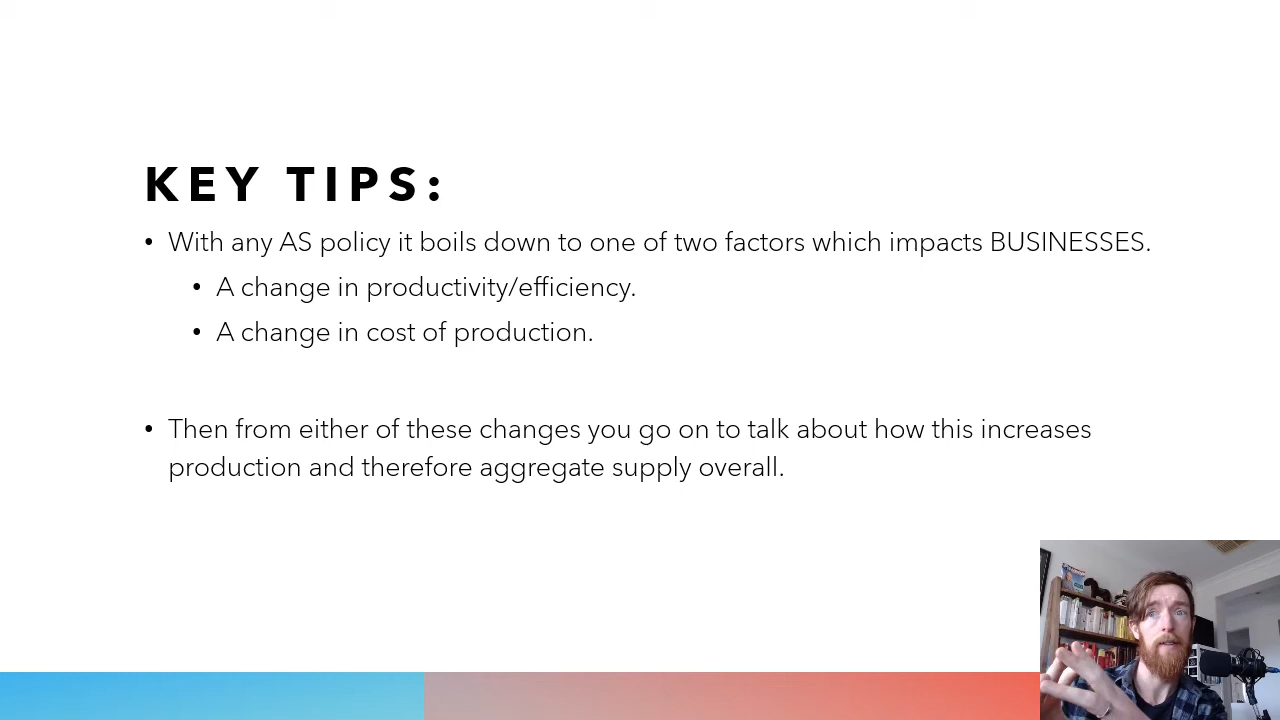 KEY TIPS:
• With any AS policy it boils down to one of two factors which impacts BUSINESSES.
• A change in productivity/efficiency.
• A change in cost of production.
• Then from either of these changes you go on to talk about how this increases
production and therefore aggregate supply overall.